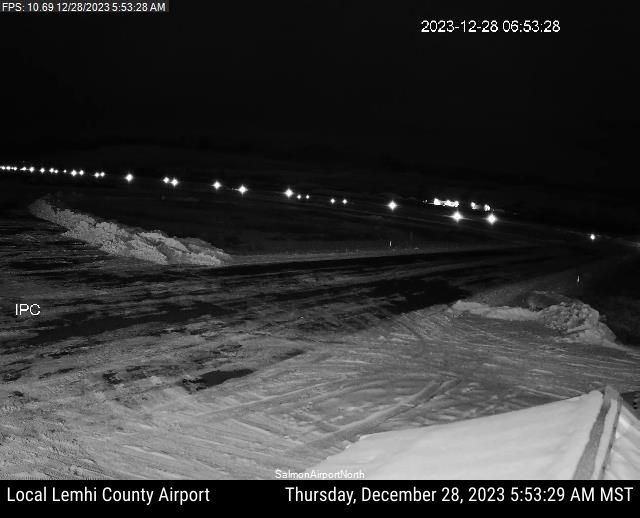 FPS: 10.69 12/28/2023 5:53:28 AM
2023-12-28 06:53:28
IPC
SalmonAirportNorth
Local Lemhi County Airport
Thursday, December 28, 2023 5:53:29 AM MST